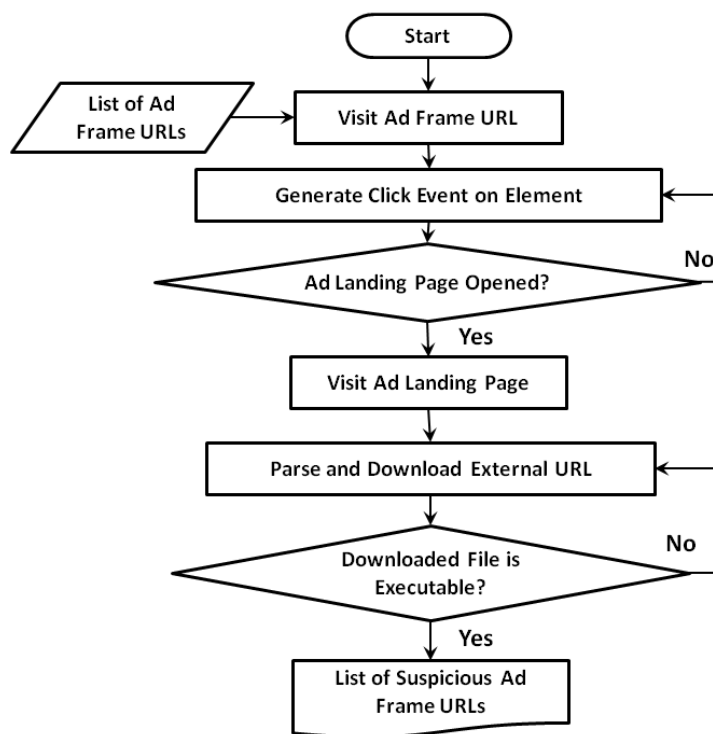 Start
List of Ad
Frame URLs
Visit Ad Frame URL
Generate Click Event on Element
Ad Landing Page Opened?
No
Yes
Visit Ad Landing Page
Parse and Download External URL
Downloaded File is
Executable?
No
Yes
List of Suspicious Ad
Frame URLs